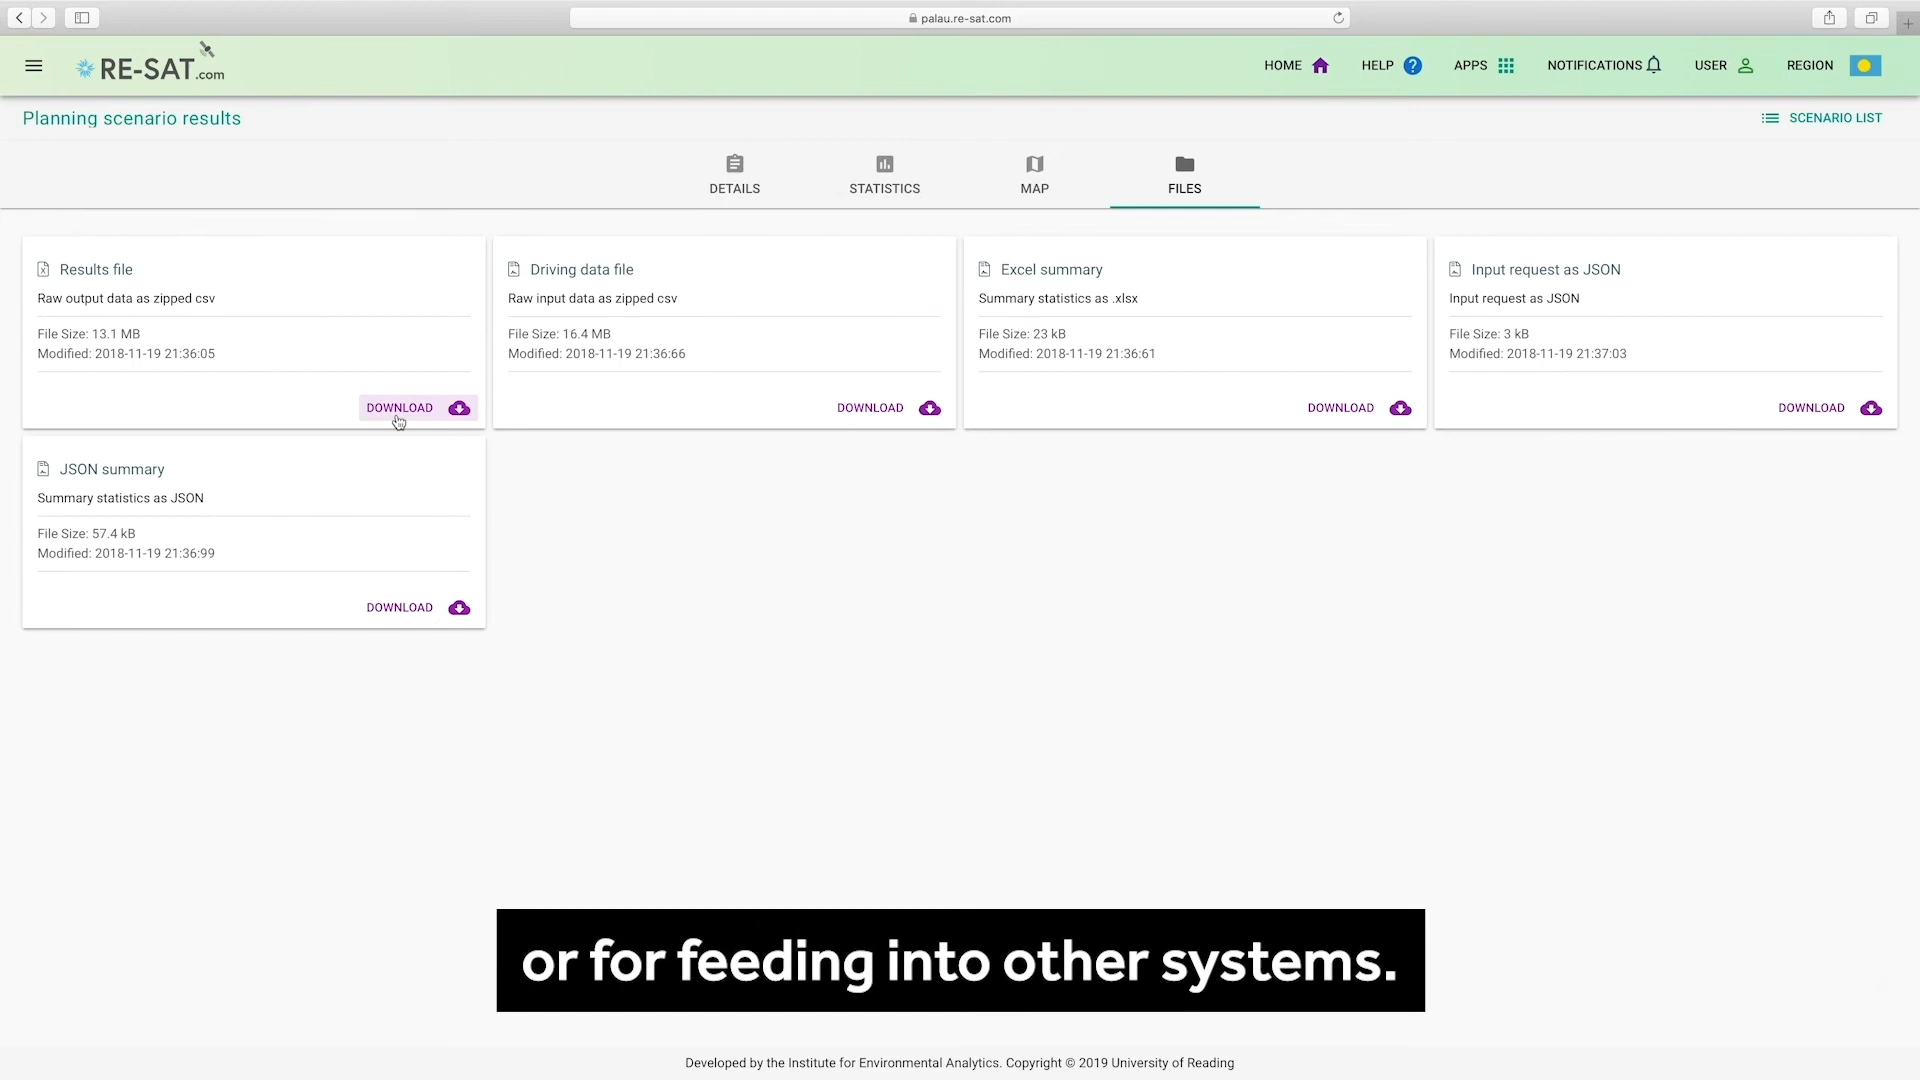 palau.re-sat.com
RE-SAT.com
HOME
HELP ?
APPS
NOTIFICATIONS
USER
REGION
Planning scenario results
SCENARIO LIST
DETAILS
STATISTICS
MAP
FILES
Results file
Raw output data as zipped csv
File Size: 13.1 MB
Modified: 2018-11-19 21:36:05
DOWNLOAD
Driving data file
Raw input data as zipped csv
File Size: 16.4 MB
Modified: 2018-11-19 21:36:66
DOWNLOAD
Excel summary
Summary statistics as .xlsx
File Size: 23 kB
Modified: 2018-11-19 21:36:61
DOWNLOAD
Input request as JSON
Input request as JSON
File Size: 3 kB
Modified: 2018-11-19 21:37:03
DOWNLOAD
JSON summary
Summary statistics as JSON
File Size: 57.4 kB
Modified: 2018-11-19 21:36:99
DOWNLOAD
or for feeding into other systems.
Developed by the Institute for Environmental Analytics. Copyright © 2019 University of Reading